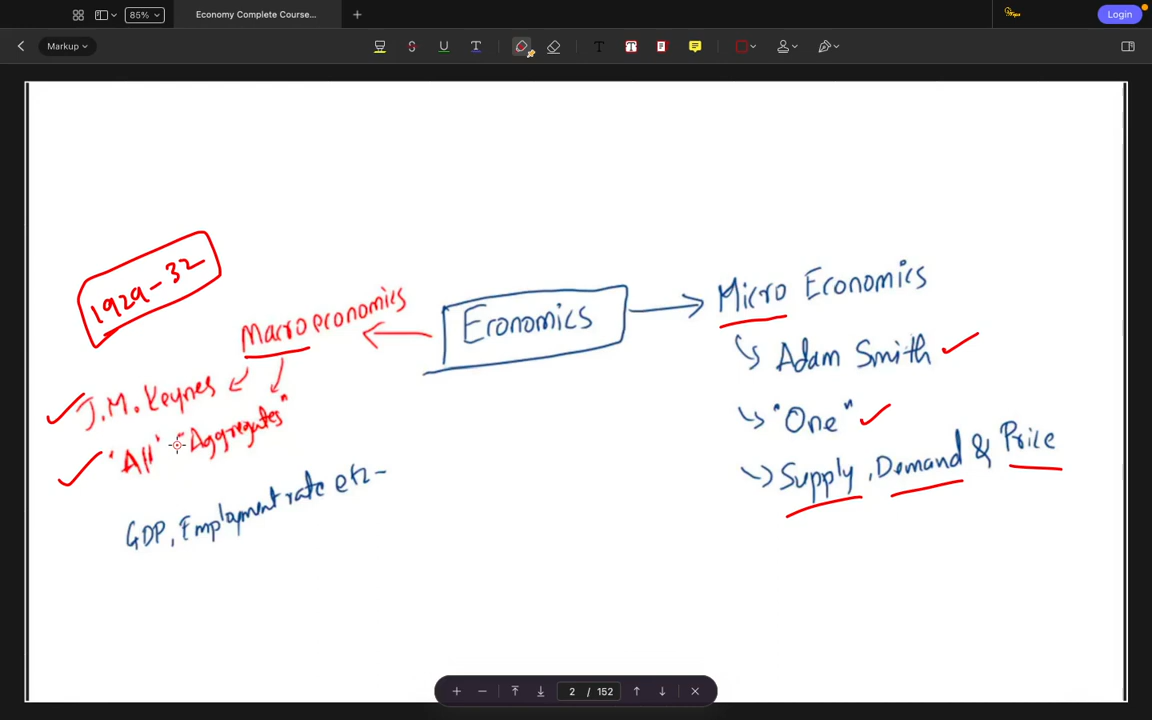 85%
Economy Complete Course...
Login
Markup
1929-32
Macroeconomics
J.M. Keynes
'All' "Aggregates"
GDP, Employment rate etc-
Economics
Micro Economics
Adam Smith
"One"
Supply, Demand & Price
2 / 152